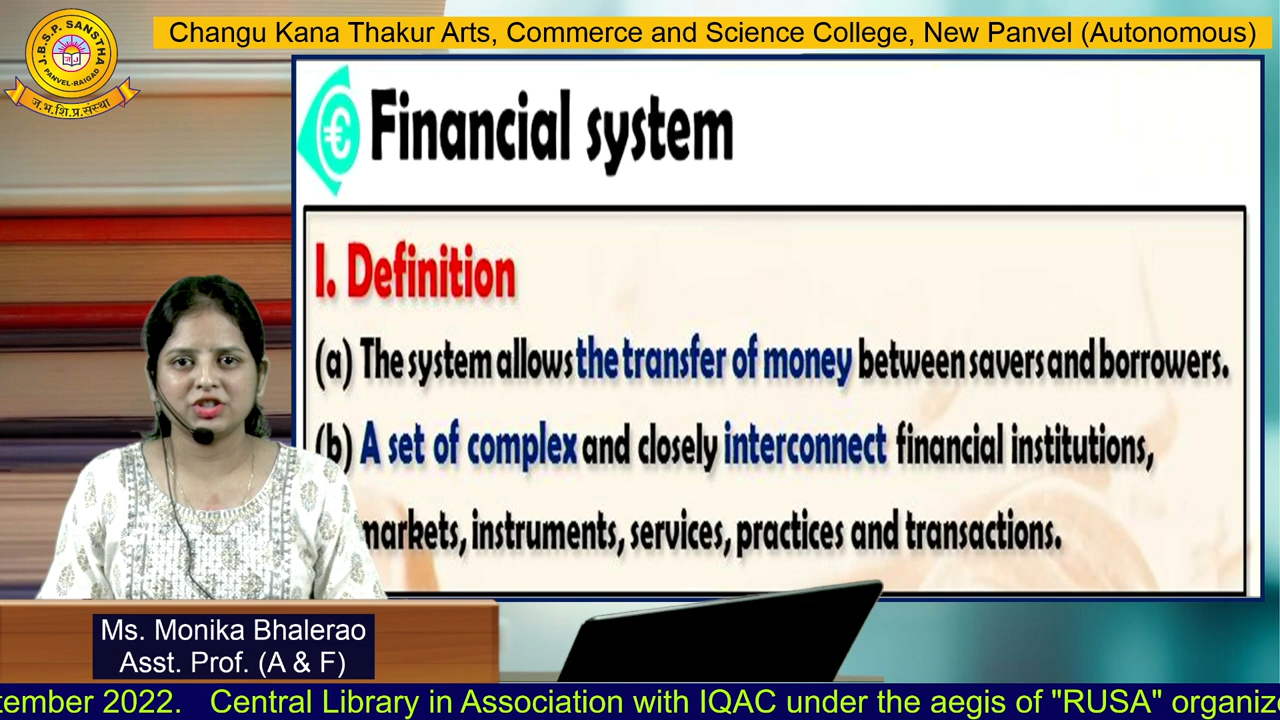 J.B.S.P. SANSTHA
PANVEL-RAIGAD
ज.भ.शि.प्र.संस्था
Changu Kana Thakur Arts, Commerce and Science College, New Panvel (Autonomous)
Financial system
I. Definition
(a) The system allows the transfer of money between savers and borrowers.
(b) A set of complex and closely interconnect financial institutions,
markets, instruments, services, practices and transactions.
Ms. Monika Bhalerao
Asst. Prof. (A & F)
tember 2022. Central Library in Association with IQAC under the aegis of "RUSA" organiz